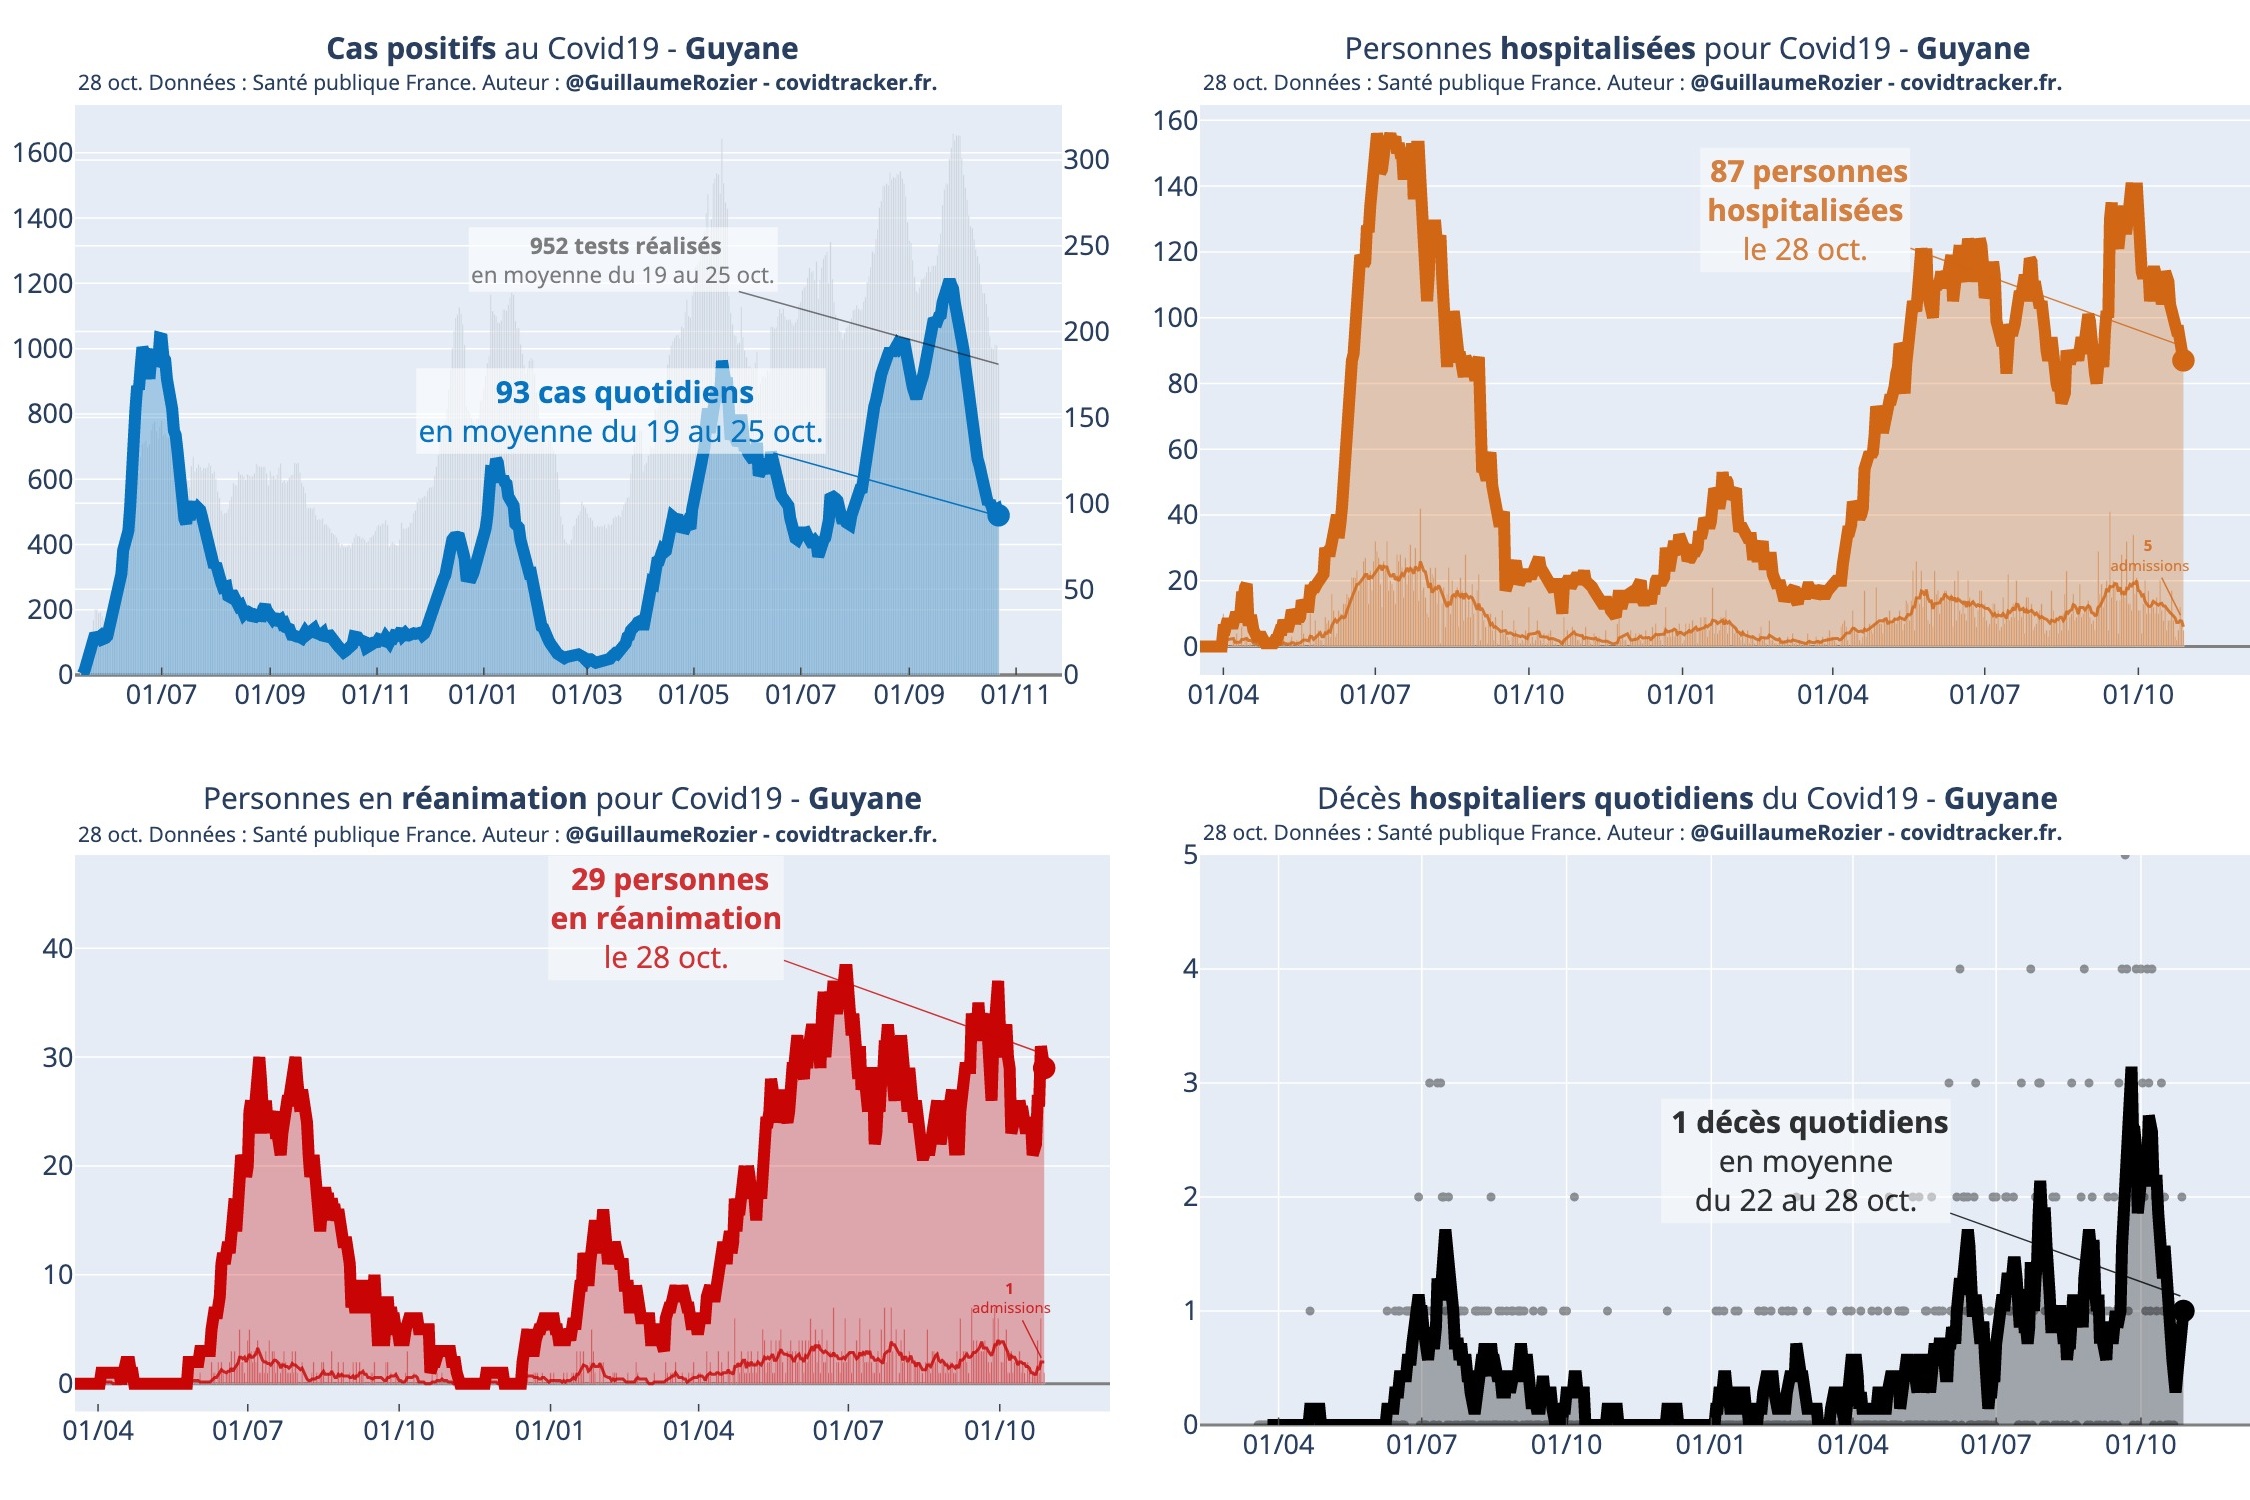 Cas positifs au Covid19 - Guyane
28 oct. Données : Santé publique France. Auteur : @GuillaumeRozier - covidtracker.fr.
1600
1400
1200
1000
800
600
400
200
0
300
250
200
150
100
50
0
952 tests réalisés
en moyenne du 19 au 25 oct.
93 cas quotidiens
en moyenne du 19 au 25 oct.
01/07 01/09 01/11 01/01 01/03 01/05 01/07 01/09 01/11
Personnes hospitalisées pour Covid19 - Guyane
28 oct. Données : Santé publique France. Auteur : @GuillaumeRozier - covidtracker.fr.
160
140
120
100
80
60
40
20
0
87 personnes
hospitalisées
le 28 oct.
5
admissions
01/04 01/07 01/10 01/01 01/04 01/07 01/10
Personnes en réanimation pour Covid19 - Guyane
28 oct. Données : Santé publique France. Auteur : @GuillaumeRozier - covidtracker.fr.
40
30
20
10
0
29 personnes
en réanimation
le 28 oct.
1
admissions
01/04 01/07 01/10 01/01 01/04 01/07 01/10
Décès hospitaliers quotidiens du Covid19 - Guyane
28 oct. Données : Santé publique France. Auteur : @GuillaumeRozier - covidtracker.fr.
5
4
3
2
1
0
1 décès quotidiens
en moyenne
du 22 au 28 oct.
01/04 01/07 01/10 01/01 01/04 01/07 01/10